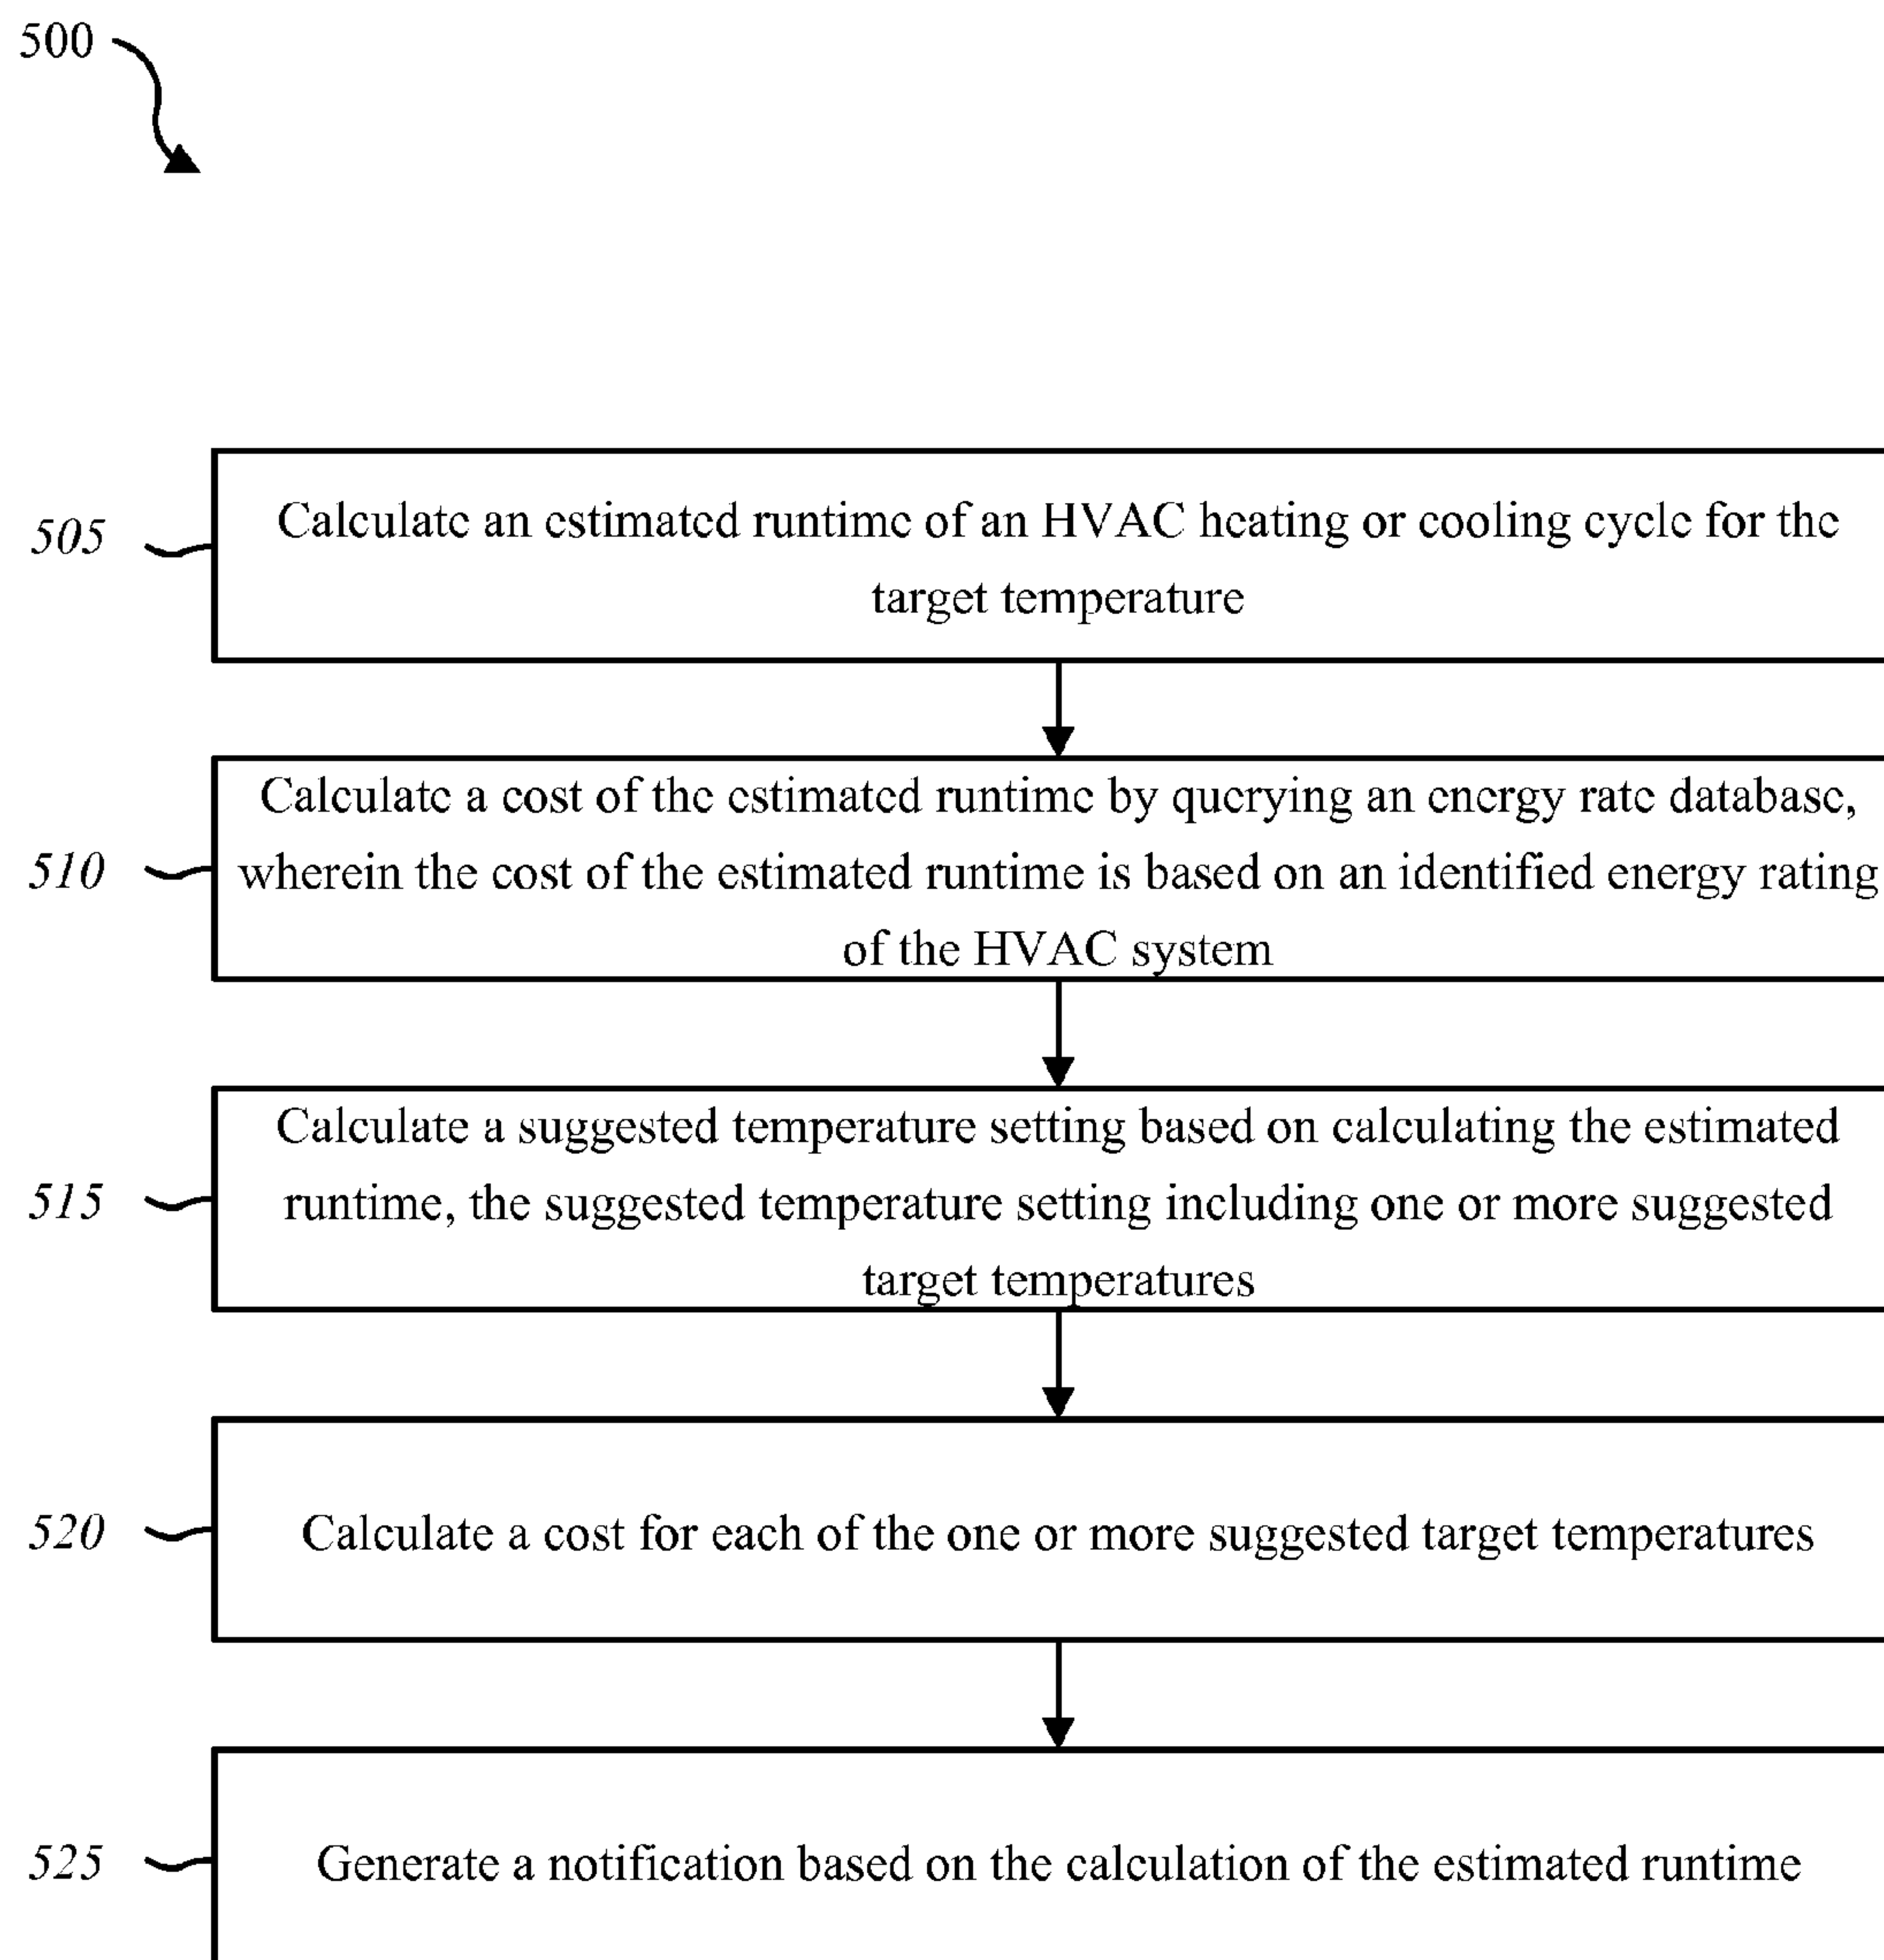 500
505
Calculate an estimated runtime of an HVAC heating or cooling cycle for the
target temperature
510
Calculate a cost of the estimated runtime by querying an energy rate database,
wherein the cost of the estimated runtime is based on an identified energy rating
of the HVAC system
515
Calculate a suggested temperature setting based on calculating the estimated
runtime, the suggested temperature setting including one or more suggested
target temperatures
520
Calculate a cost for each of the one or more suggested target temperatures
525
Generate a notification based on the calculation of the estimated runtime